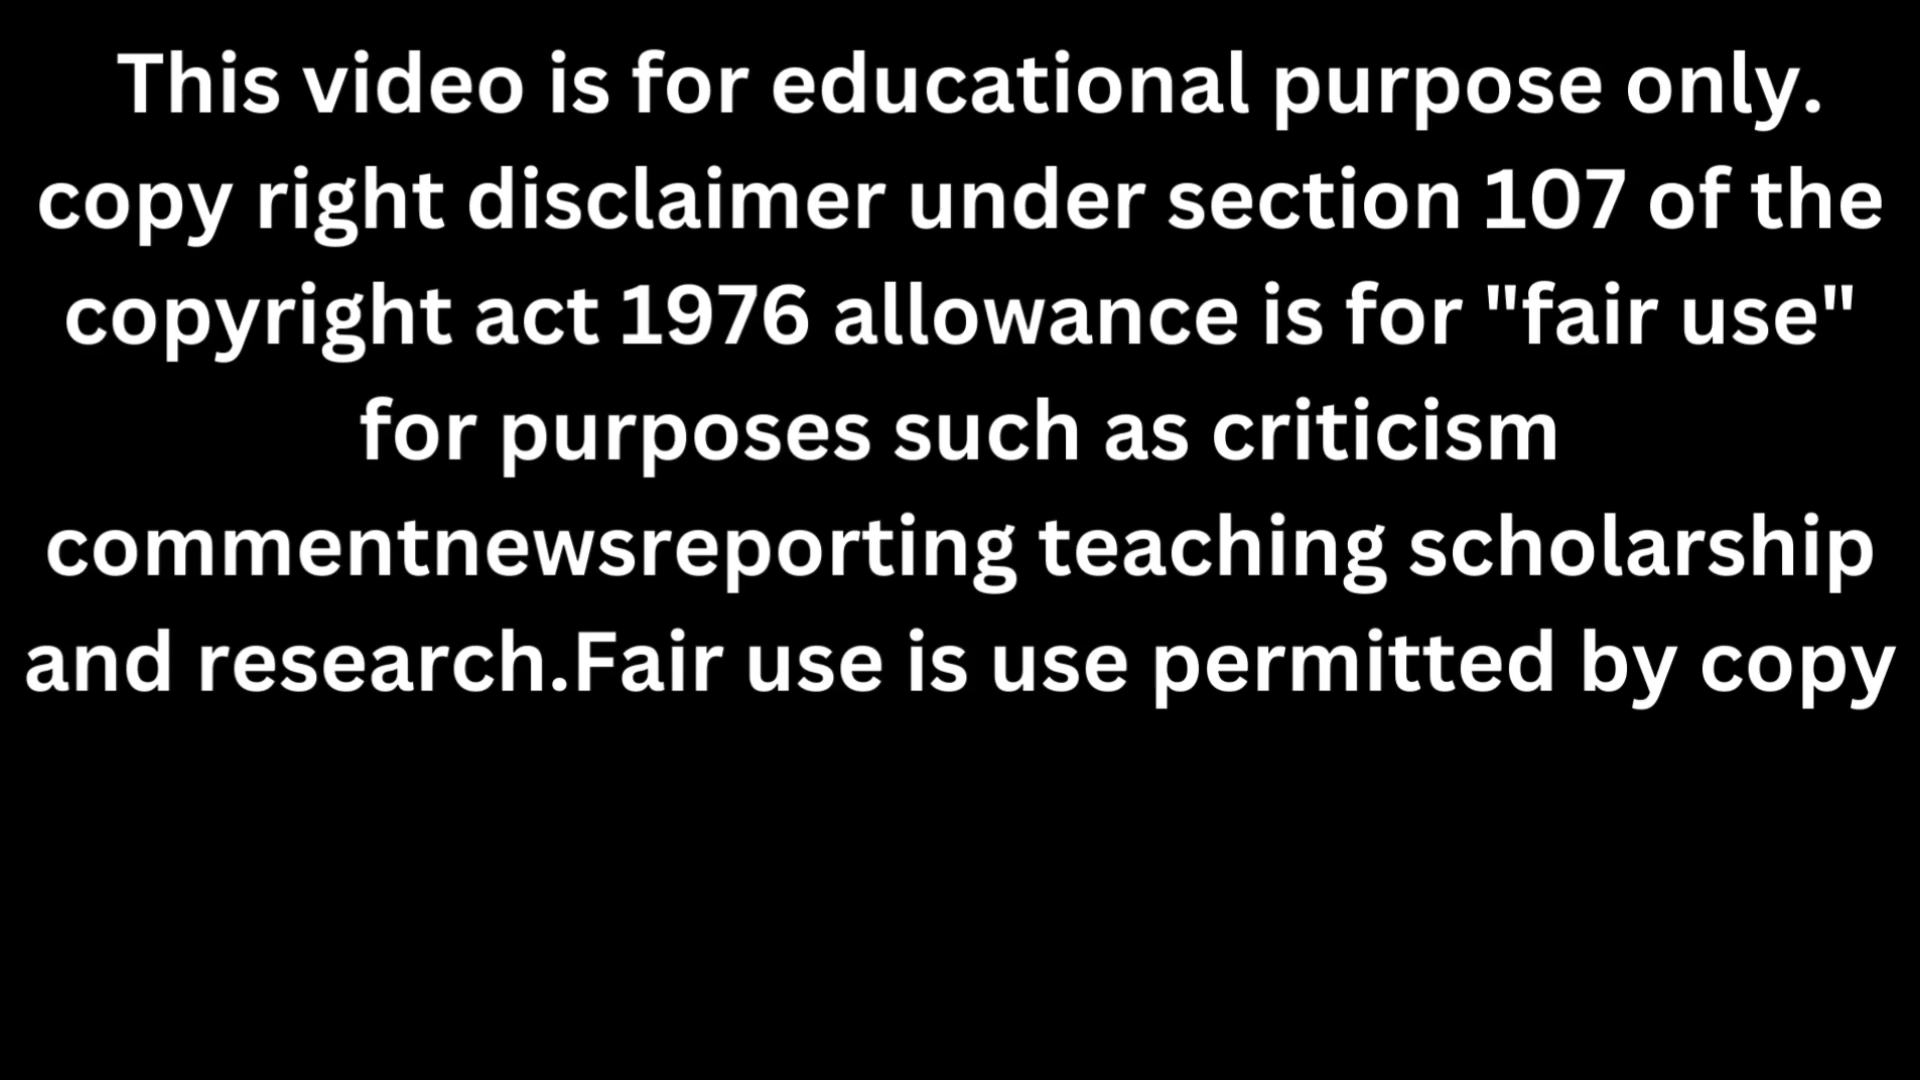 This video is for educational purpose only.
copy right disclaimer under section 107 of the
copyright act 1976 allowance is for "fair use"
for purposes such as criticism
commentnewsreporting teaching scholarship
and research.Fair use is use permitted by copy